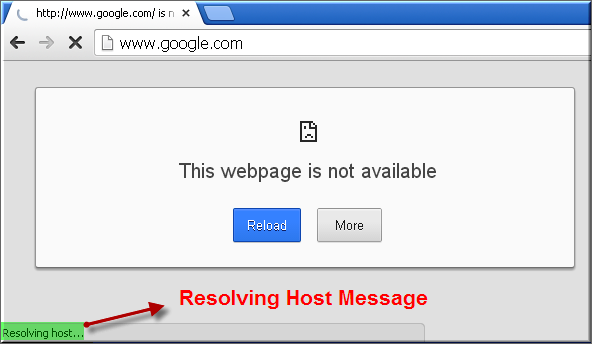 http://www.google.com/ is n
www.google.com
This webpage is not available
Reload More
Resolving Host Message
Resolving host...